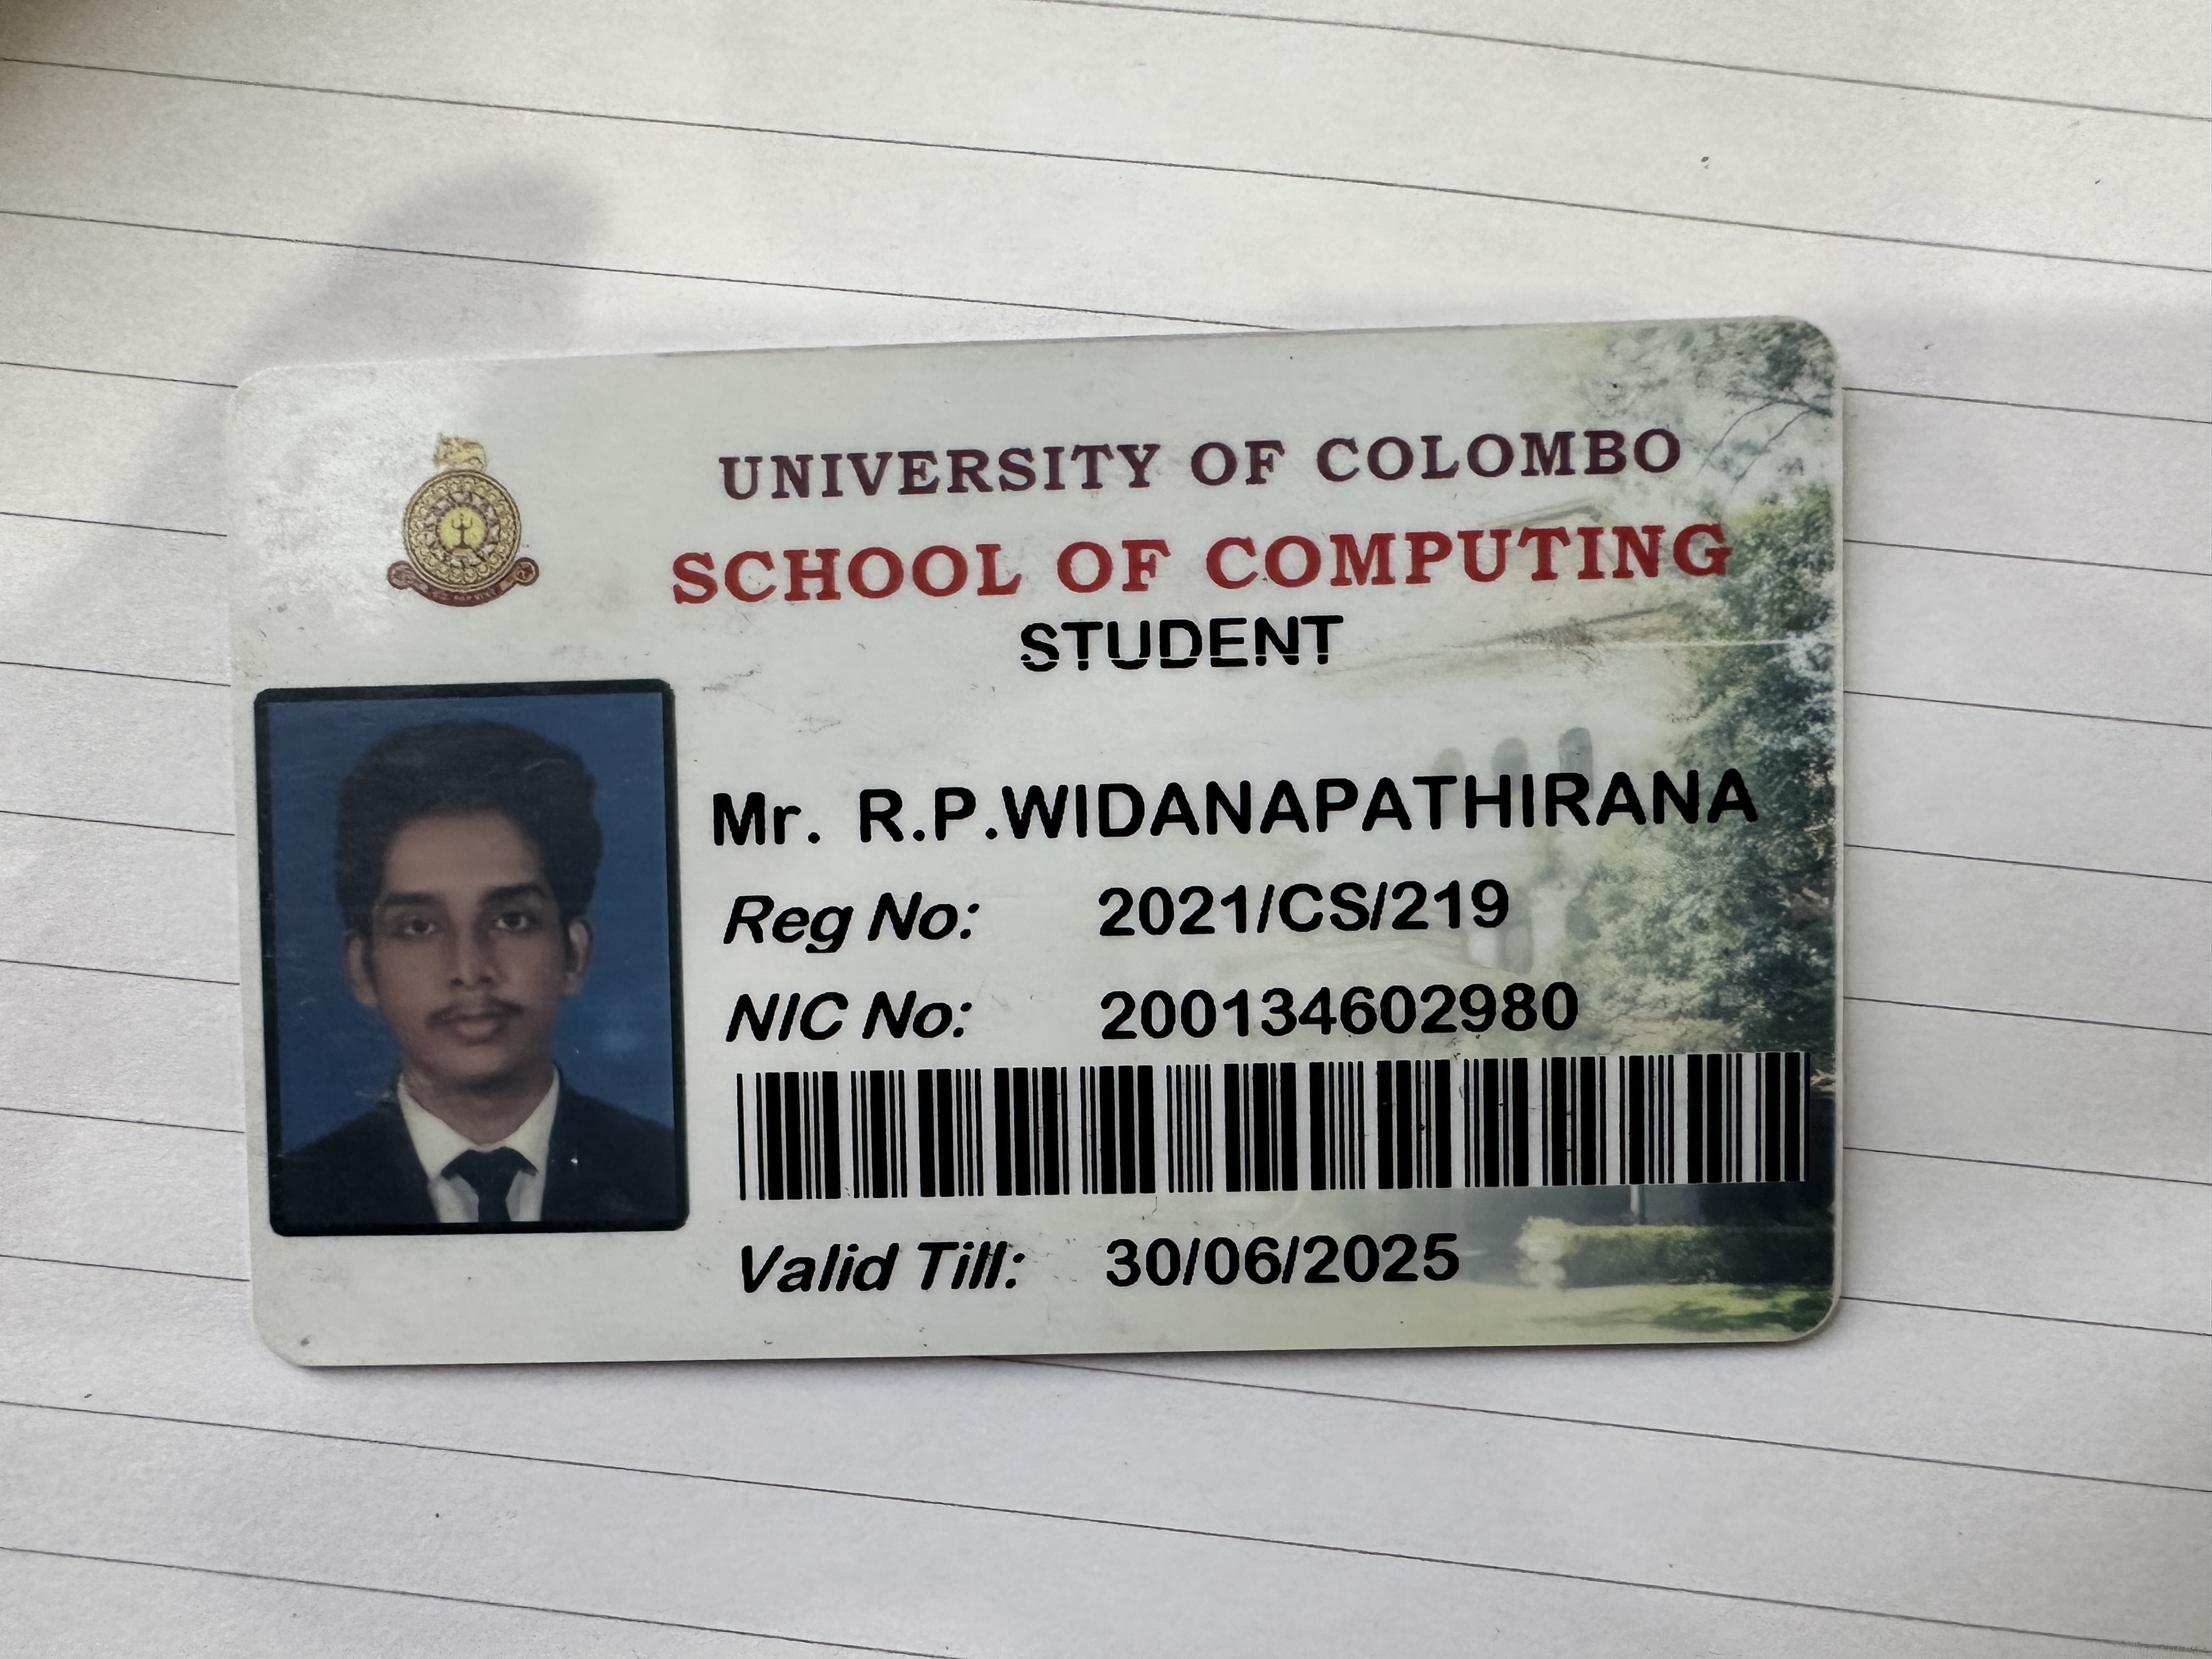 UNIVERSITY OF COLOMBO
SCHOOL OF COMPUTING
STUDENT
Mr. R.P.WIDANAPATHIRANA
Reg No: 2021/CS/219
NIC No: 200134602980
Valid Till: 30/06/2025